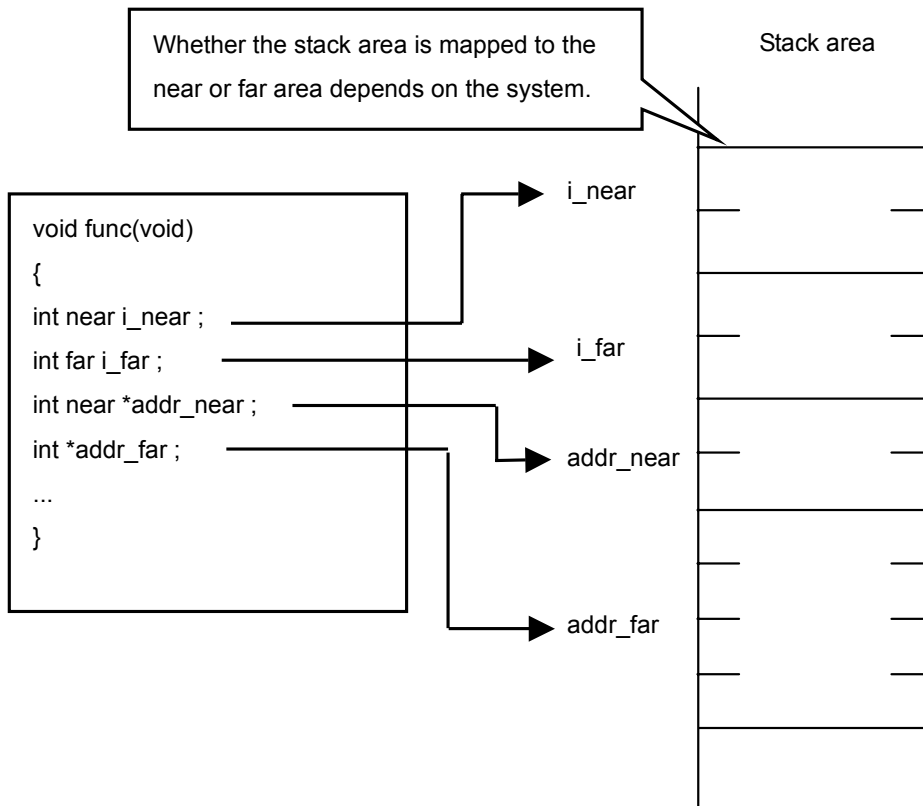 Whether the stack area is mapped to the
near or far area depends on the system.
Stack area
void func(void)
{
int near i_near ;
int far i_far ;
int near *addr_near ;
int *addr_far ;
...
}
i_near
i_far
addr_near
addr_far